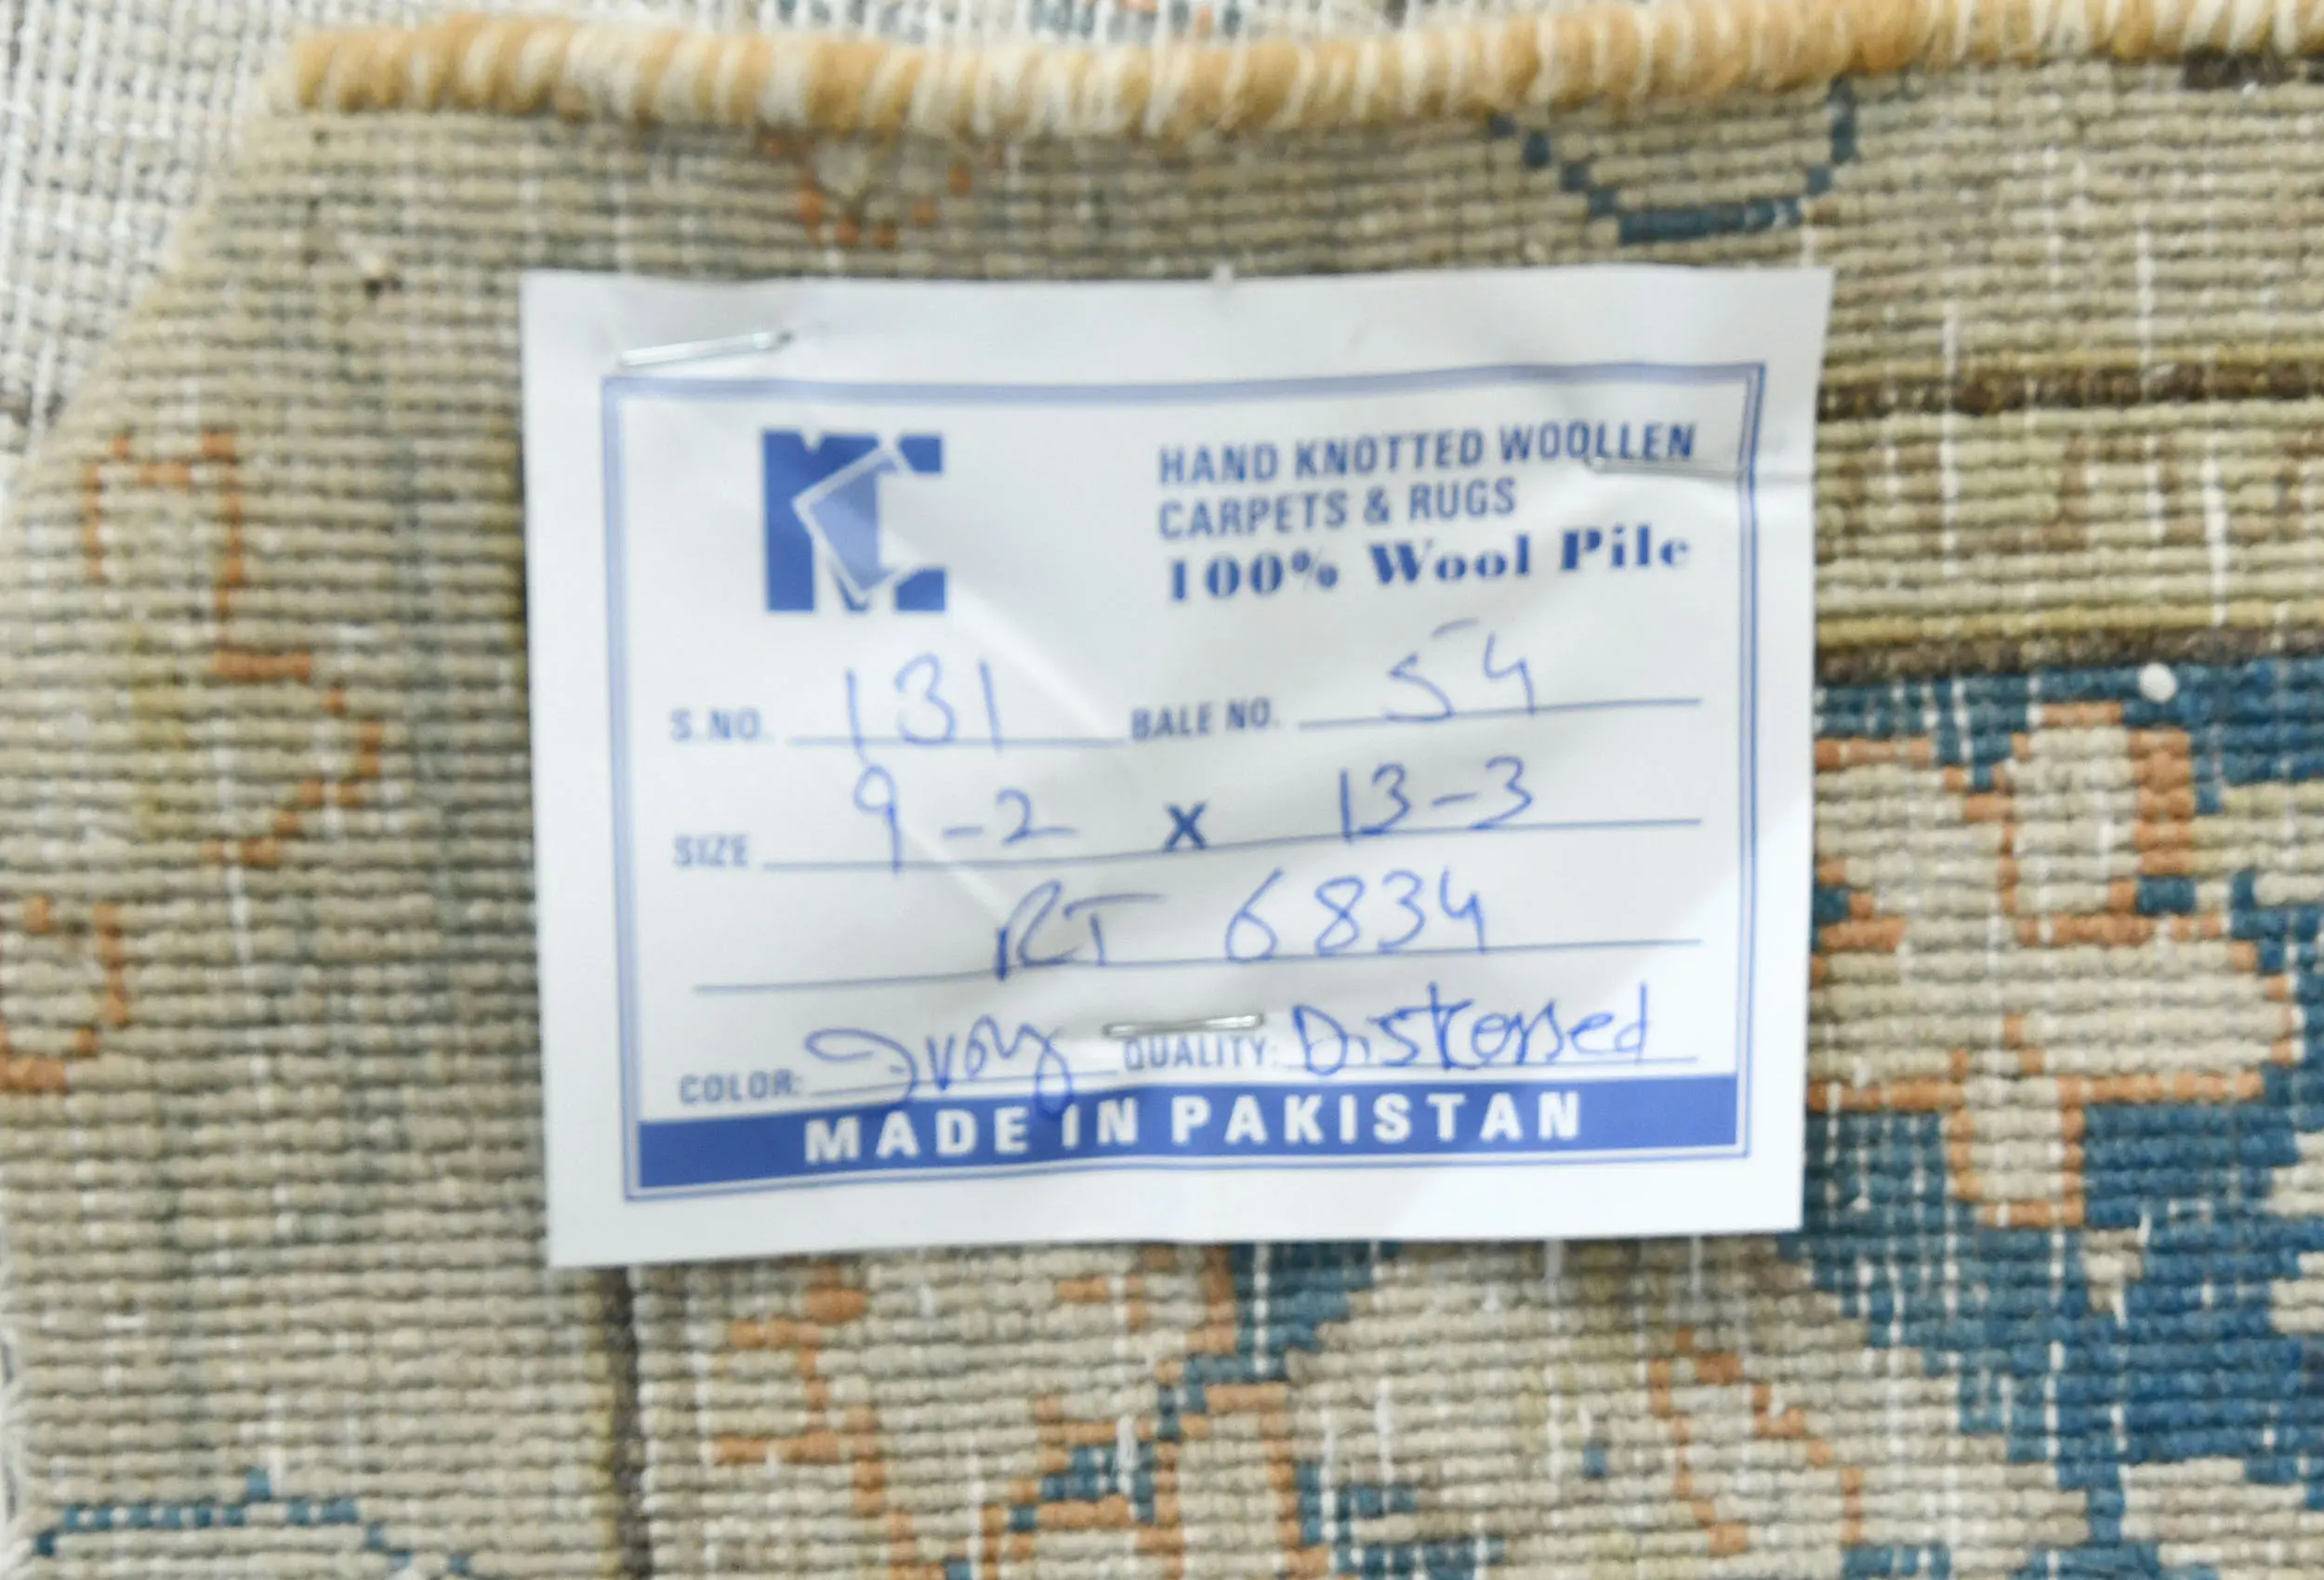 HAND KNOTTED WOOLLEN
CARPETS & RUGS
100% Wool Pile
S.NO. 131 BALE NO. 54
SIZE 9-2 X 13-3
RT 6834
COLOR: Ivory QUALITY: Distressed
MADE IN PAKISTAN